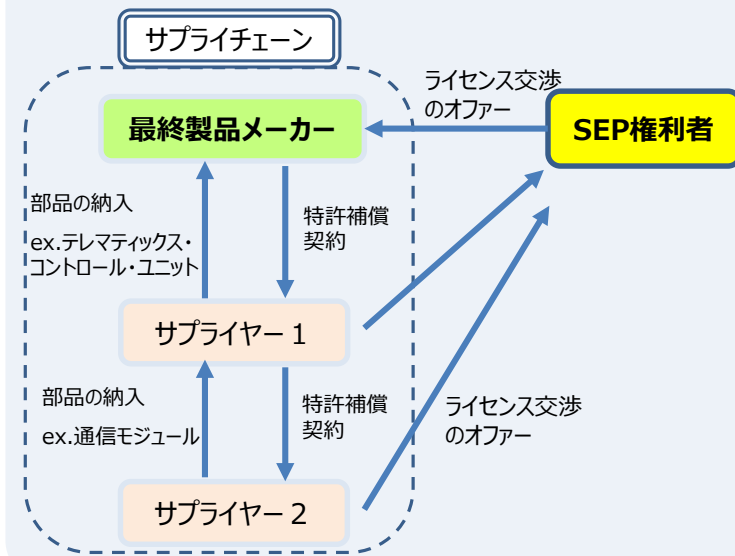 サプライチェーン
ライセンス交渉
のオファー
最終製品メーカー
SEP権利者
部品の納入
ex.テレマティックス・
コントロール・ユニット
特許補償
契約
サプライヤー1
部品の納入
ex.通信モジュール
特許補償
契約
ライセンス交渉
のオファー
サプライヤー2